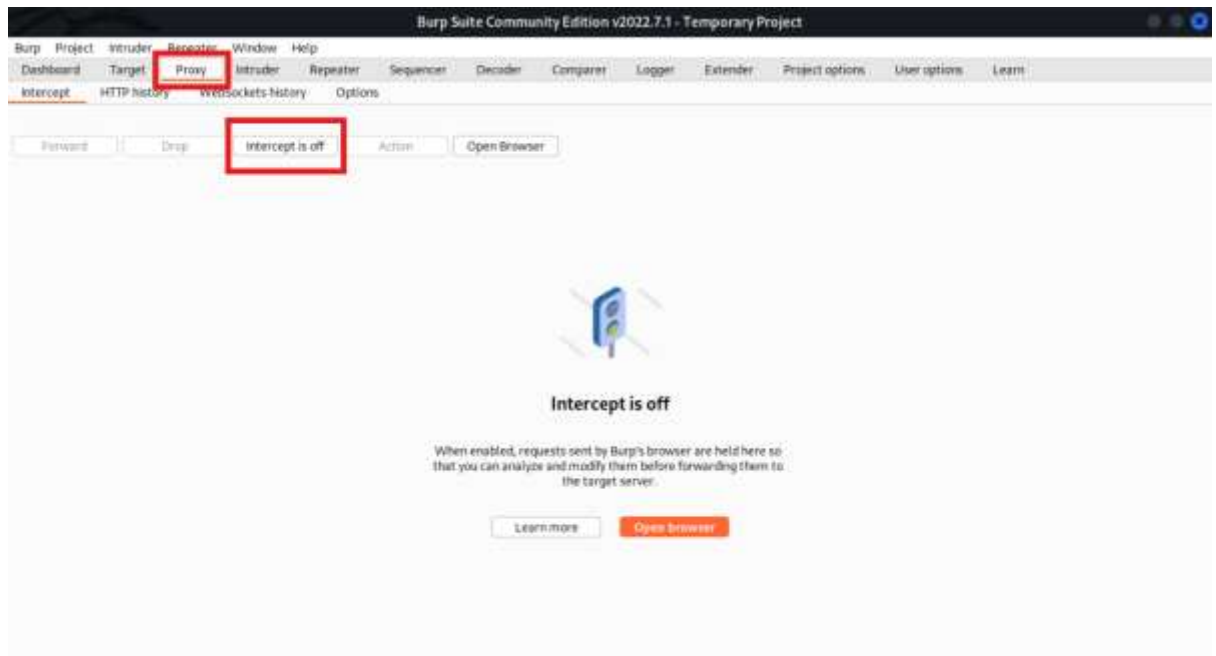 Burp Suite Community Edition v2022.7.1 - Temporary Project
Burp Project Intruder Repeater Window Help
Dashboard Target Proxy Intruder Repeater Sequencer Decoder Comparer Logger Extender Project options User options Learn
Intercept HTTP history WebSockets history Options
Forward Drop Intercept is off Action Open Browser
Intercept is off
When enabled, requests sent by Burp's browser are held here so
that you can analyze and modify them before forwarding them to
the target server.
Learn more Open browser